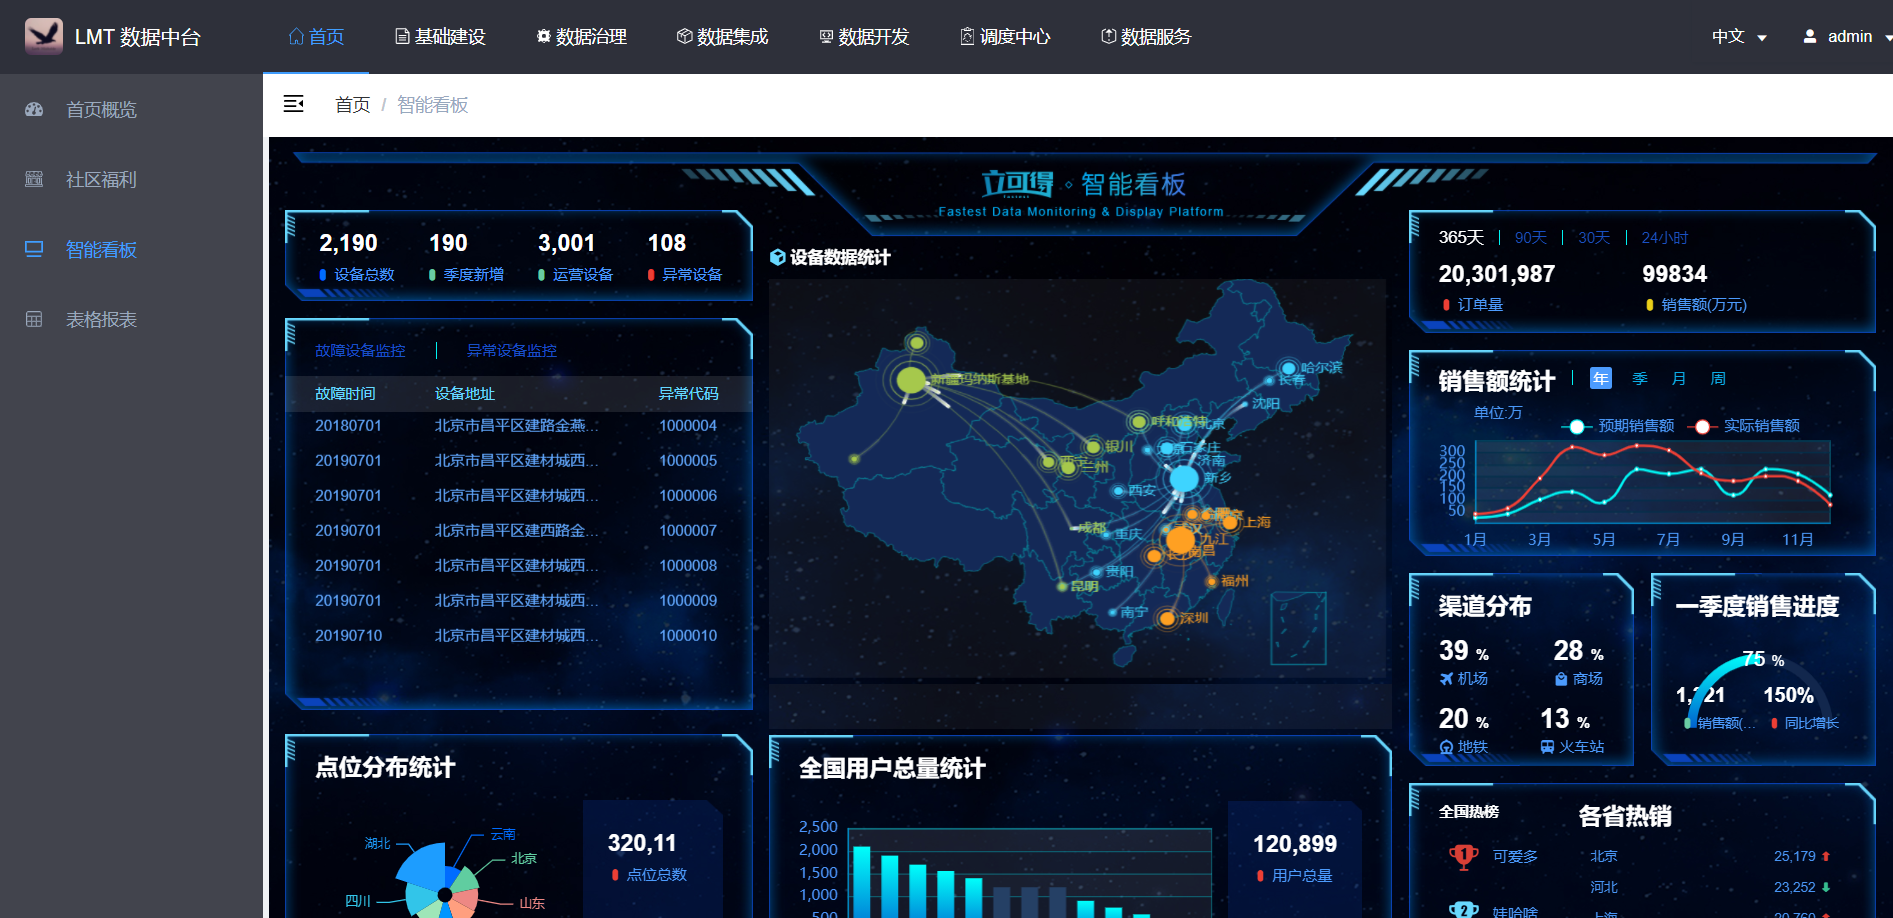 LMT 数据中台
首页
基础建设
数据治理
数据集成
数据开发
调度中心
数据服务
中文
admin
首页概览
社区福利
智能看板
表格报表
首页 / 智能看板
立可得
智能看板
Fastest Data Monitoring & Display Platform
2,190
190
3,001
108
设备总数
季度新增
运营设备
异常设备
故障设备监控
异常设备监控
故障时间 设备地址 异常代码
20180701 北京市昌平区建路金燕... 1000004
20190701 北京市昌平区建材城西... 1000005
20190701 北京市昌平区建材城西... 1000006
20190701 北京市昌平区建西路金... 1000007
20190701 北京市昌平区建材城西... 1000008
20190701 北京市昌平区建材城西... 1000009
20190710 北京市昌平区建材城西... 1000010
点位分布统计
云南
湖北
北京
四川
山东
320,11
点位总数
设备数据统计
新疆玛纳斯基地
哈尔滨
长春
沈阳
呼和浩特
北京
银川
石家庄
西宁
兰州
济南
新乡
西安
成都
重庆
上海
九江
南昌
贵阳
昆明
福州
南宁
深圳
全国用户总量统计
2,500
2,000
1,500
1,000
500
120,899
用户总量
365天
90天
30天
24小时
20,301,987
99834
订单量
销售额(万元)
销售额统计
年
季
月
周
单位:万
预期销售额
实际销售额
300
250
200
150
100
50
1月
3月
5月
7月
9月
11月
渠道分布
39 %
28 %
机场
商场
20 %
13 %
地铁
火车站
一季度销售进度
75 %
1,321
150%
销售额(...
同比增长
全国热榜
各省热销
1
可爱多
北京 25,179
河北 23,252
2
娃哈啥
上海 20,760